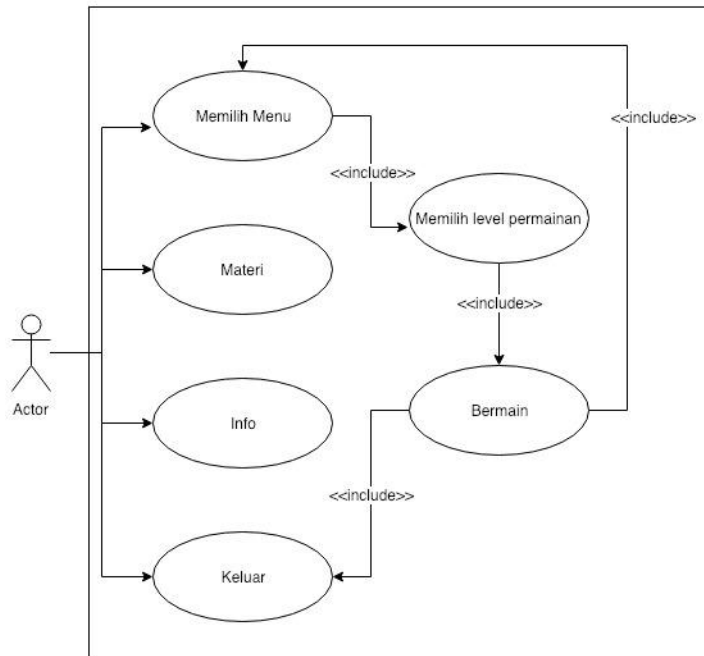 Memilih Menu
<<include>>
<<include>>
Memilih level permainan
Materi
<<include>>
Actor
Info
Bermain
<<include>>
Keluar